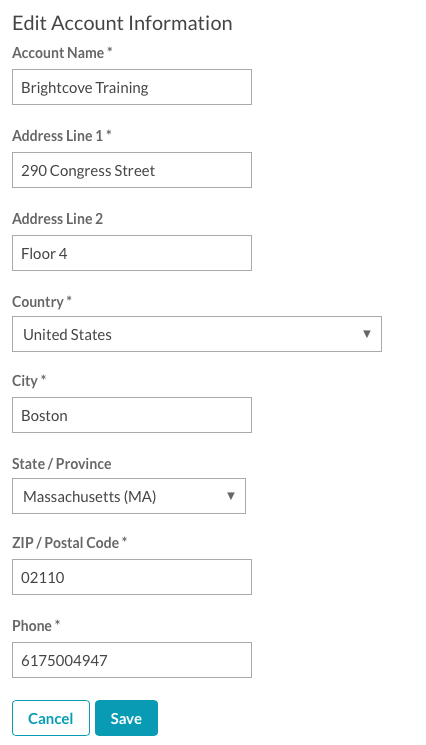 Edit Account Information
Account Name *
Brightcove Training
Address Line 1 *
290 Congress Street
Address Line 2
Floor 4
Country *
United States
City *
Boston
State / Province
Massachusetts (MA)
ZIP / Postal Code *
02110
Phone *
6175004947
Cancel Save